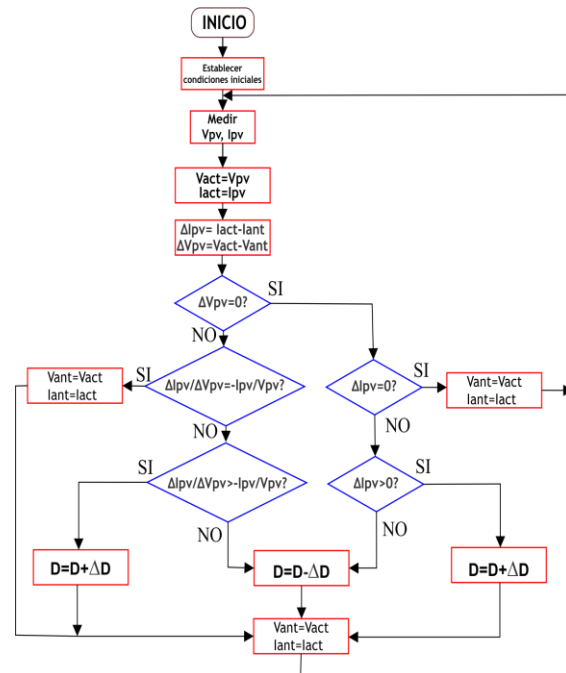 INICIO
Establecer
condiciones iniciales
Medir
Vpv, Ipv
Vact=Vpv
Iact=Ipv
ΔIpv= Iact-Iant
ΔVpv=Vact-Vant
ΔVpv=0?
SI
NO
Vant=Vact
Iant=Iact
SI
ΔIpv/ΔVpv=-Ipv/Vpv?
ΔIpv=0?
SI
Vant=Vact
Iant=Iact
NO
NO
SI
ΔIpv/ΔVpv>-Ipv/Vpv?
ΔIpv>0?
SI
NO
NO
D=D+ΔD
D=D-ΔD
D=D+ΔD
Vant=Vact
Iant=Iact